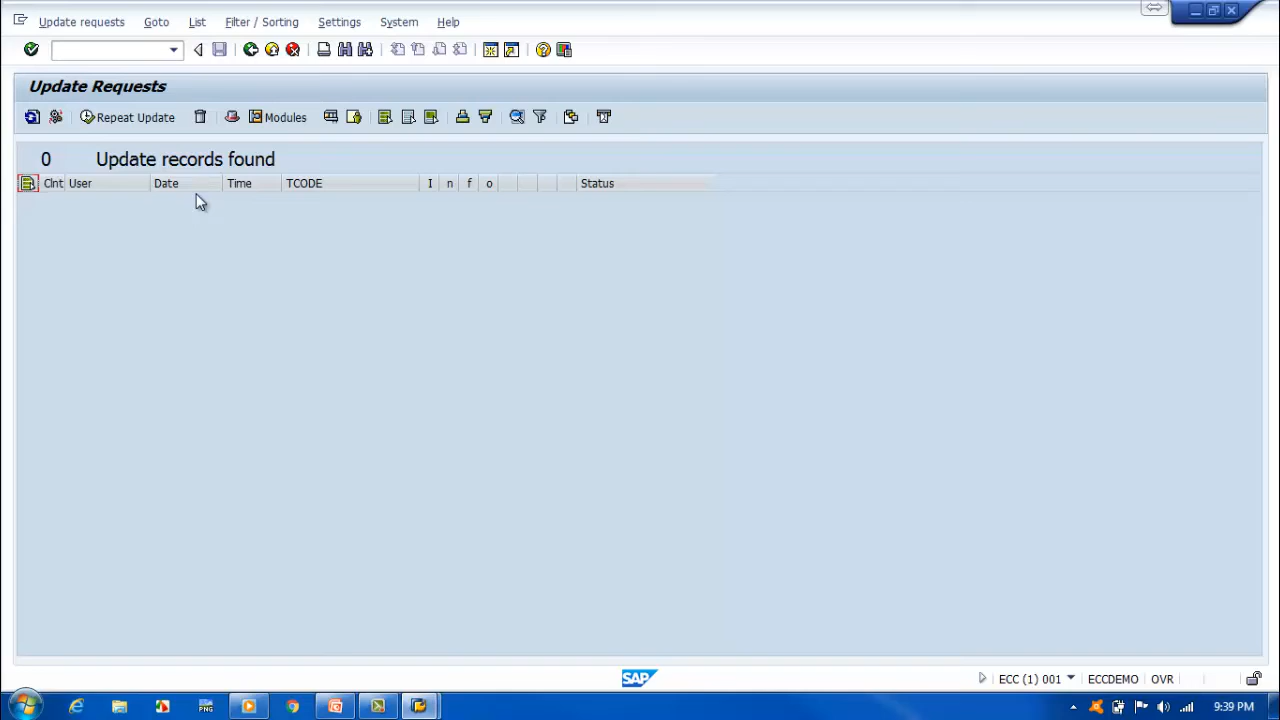 Update requests Goto List Filter / Sorting Settings System Help
Update Requests
Repeat Update Modules
0 Update records found
Clnt User Date Time TCODE I n f o Status
SAP ECC (1) 001 ECCDEMO OVR
PNG 9:39 PM